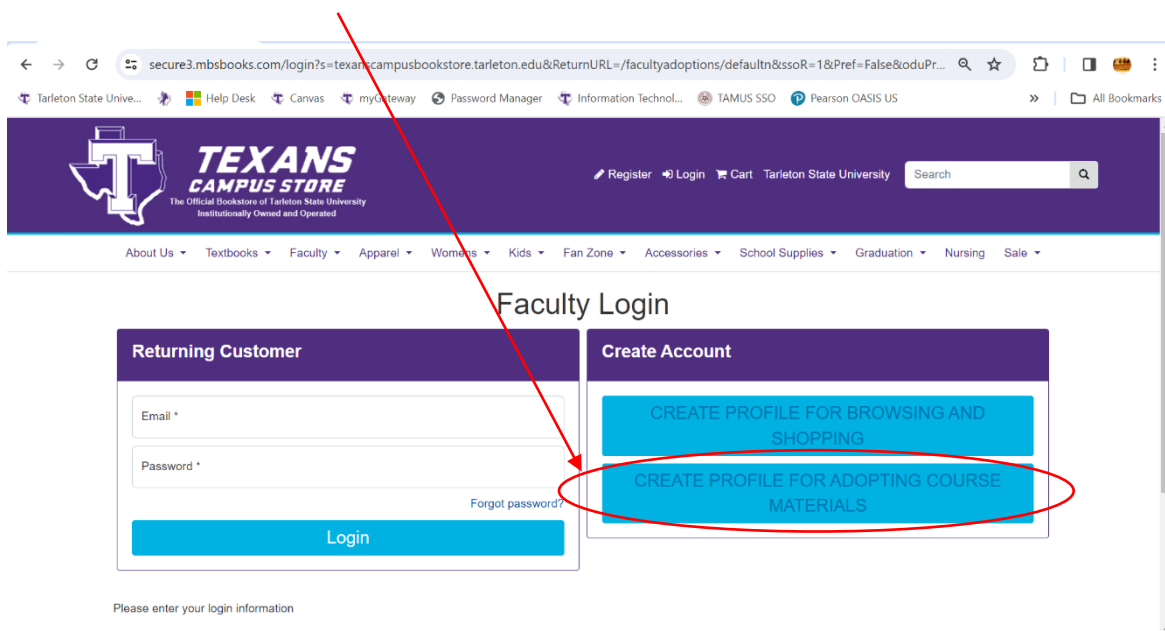 secure3.mbsbooks.com/login?s=texanscampusbookstore.tarleton.edu&ReturnURL=/facultyadoptions/defaultn&ssoR=1&Pref=False&oduPr...
Tarleton State Unive... Help Desk Canvas myGateway Password Manager Information Technol... TAMUS SSO Pearson OASIS US » All Bookmarks
T
TEXANS
CAMPUS STORE
The Official Bookstore of Tarleton State University
Institutionally Owned and Operated
Register Login Cart Tarleton State University Search
About Us Textbooks Faculty Apparel Womens Kids Fan Zone Accessories School Supplies Graduation Nursing Sale
Faculty Login
Returning Customer
Email *
Password *
Forgot password?
Login
Create Account
CREATE PROFILE FOR BROWSING AND
SHOPPING
CREATE PROFILE FOR ADOPTING COURSE
MATERIALS
Please enter your login information